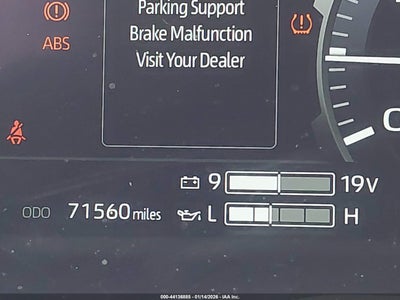 Parking Support
Brake Malfunction
Visit Your Dealer
ABS
9 19V
ODO 71560 miles L H
000-44138885 - 01/14/2026 - IAA Inc.